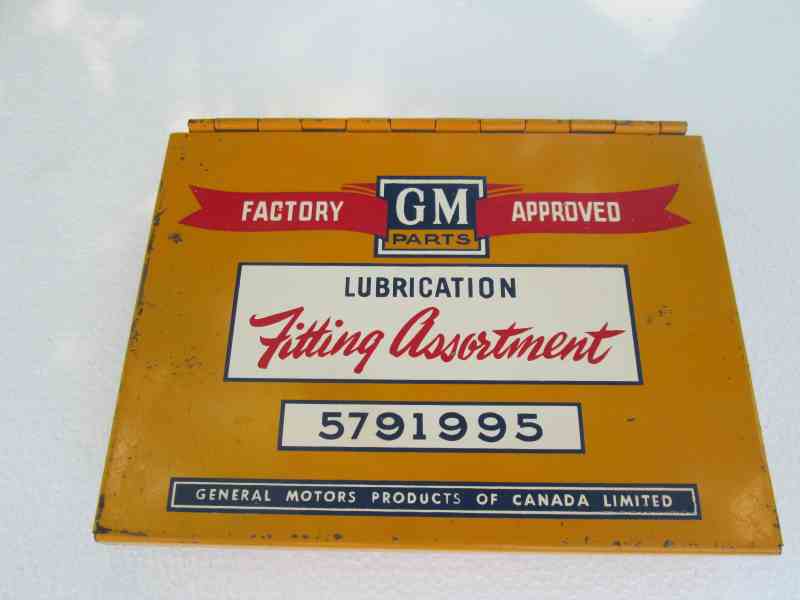 FACTORY GM APPROVED
PARTS
LUBRICATION
Fitting Assortment
5791995
GENERAL MOTORS PRODUCTS OF CANADA LIMITED